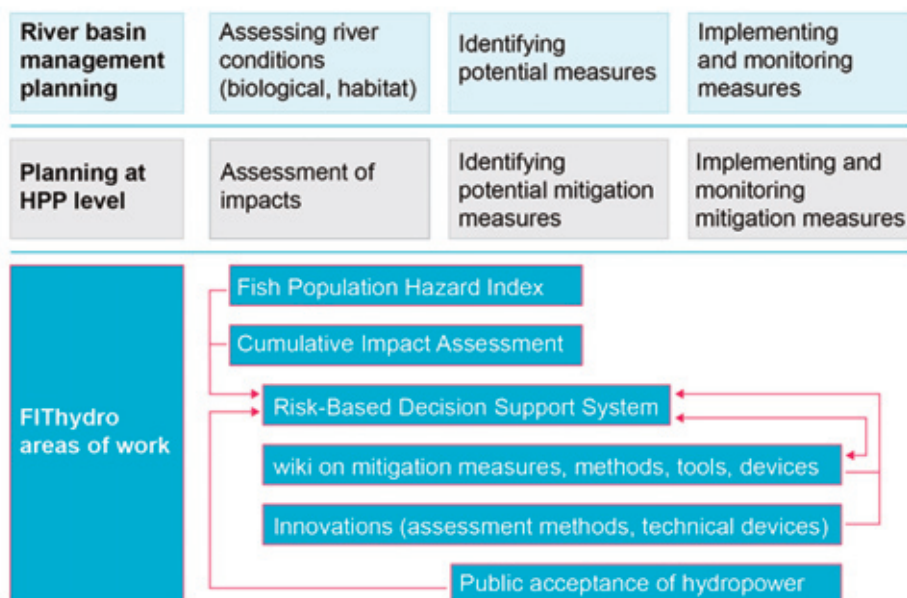 River basin
management
planning
Assessing river
conditions
(biological, habitat)
Identifying
potential measures
Implementing
and monitoring
measures
Planning at
HPP level
Assessment of
impacts
Identifying
potential mitigation
measures
Implementing and
monitoring
mitigation measures
FIThydro
areas of work
Fish Population Hazard Index
Cumulative Impact Assessment
Risk-Based Decision Support System
wiki on mitigation measures, methods, tools, devices
Innovations (assessment methods, technical devices)
Public acceptance of hydropower